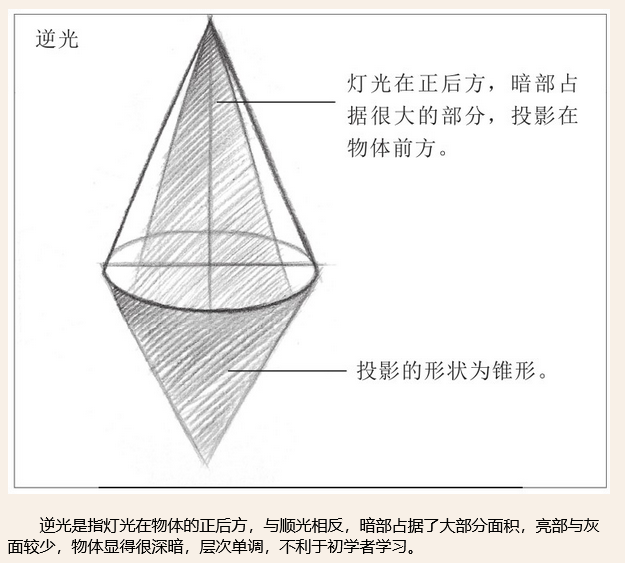 逆光
灯光在正后方，暗部占
据很大的部分，投影在
物体前方。
投影的形状为锥形。
逆光是指灯光在物体的正后方，与顺光相反，暗部占据了大部分面积，亮部与灰
面较少，物体显得很深暗，层次单调，不利于初学者学习。